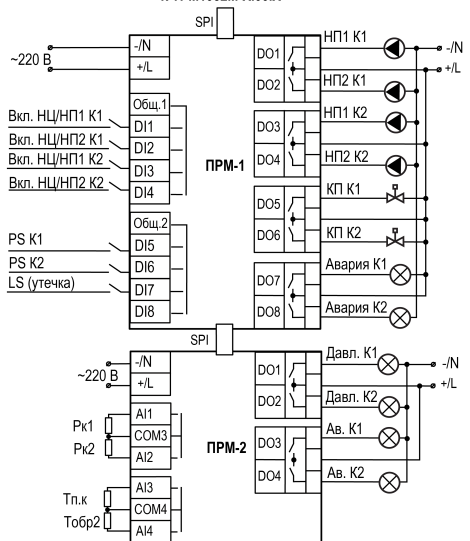 SPI
~220 В
-/N
+/L
Общ.1
Вкл. НЦ/НП1 К1
DI1
Вкл. НЦ/НП2 К1
DI2
Вкл. НЦ/НП1 К2
DI3
Вкл. НЦ/НП2 К2
DI4
Общ.2
PS К1
DI5
PS К2
DI6
LS (утечка)
DI7
DI8
ПРМ-1
DO1
НП1 К1
-/N
+/L
DO2
НП2 К1
DO3
НП1 К2
DO4
НП2 К2
DO5
КП К1
DO6
КП К2
DO7
Авария К1
DO8
Авария К2
SPI
~220 В
-/N
+/L
Рк1
AI1
COM3
Рк2
AI2
Тп.к
AI3
COM4
Тобр2
AI4
ПРМ-2
DO1
Давл. К1
-/N
+/L
DO2
Давл. К2
DO3
Ав. К1
DO4
Ав. К2